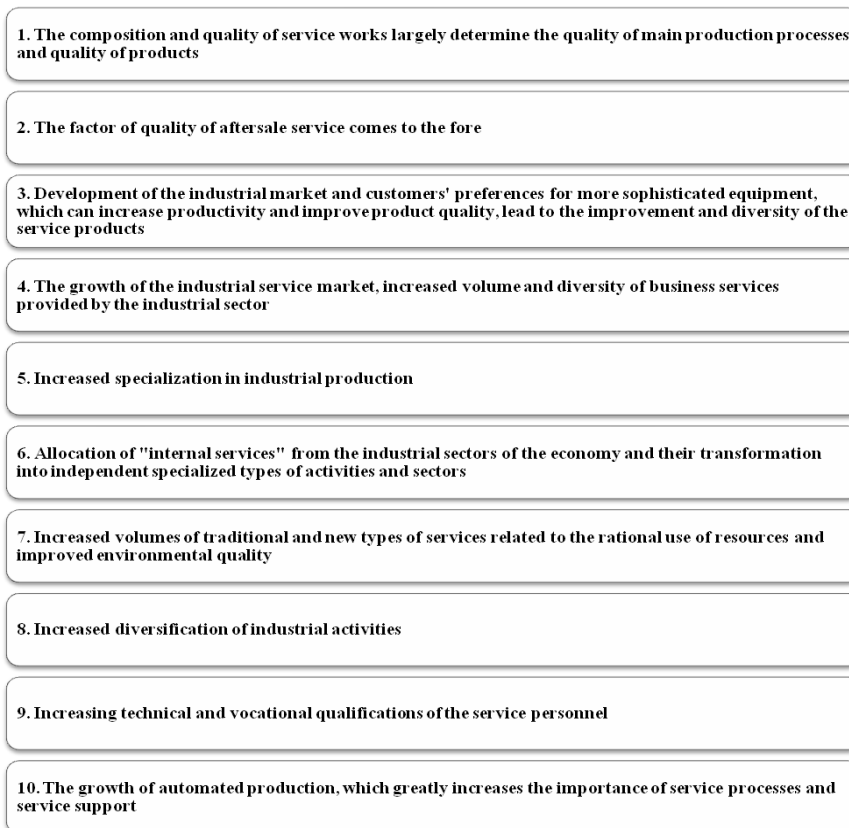 1. The composition and quality of service works largely determine the quality of main production processes
and quality of products
2. The factor of quality of aftersale service comes to the fore
3. Development of the industrial market and customers' preferences for more sophisticated equipment,
which can increase productivity and improve product quality, lead to the improvement and diversity of the
service products
4. The growth of the industrial service market, increased volume and diversity of business services
provided by the industrial sector
5. Increased specialization in industrial production
6. Allocation of "internal services" from the industrial sectors of the economy and their transformation
into independent specialized types of activities and sectors
7. Increased volumes of traditional and new types of services related to the rational use of resources and
improved environmental quality
8. Increased diversification of industrial activities
9. Increasing technical and vocational qualifications of the service personnel
10. The growth of automated production, which greatly increases the importance of service processes and
service support